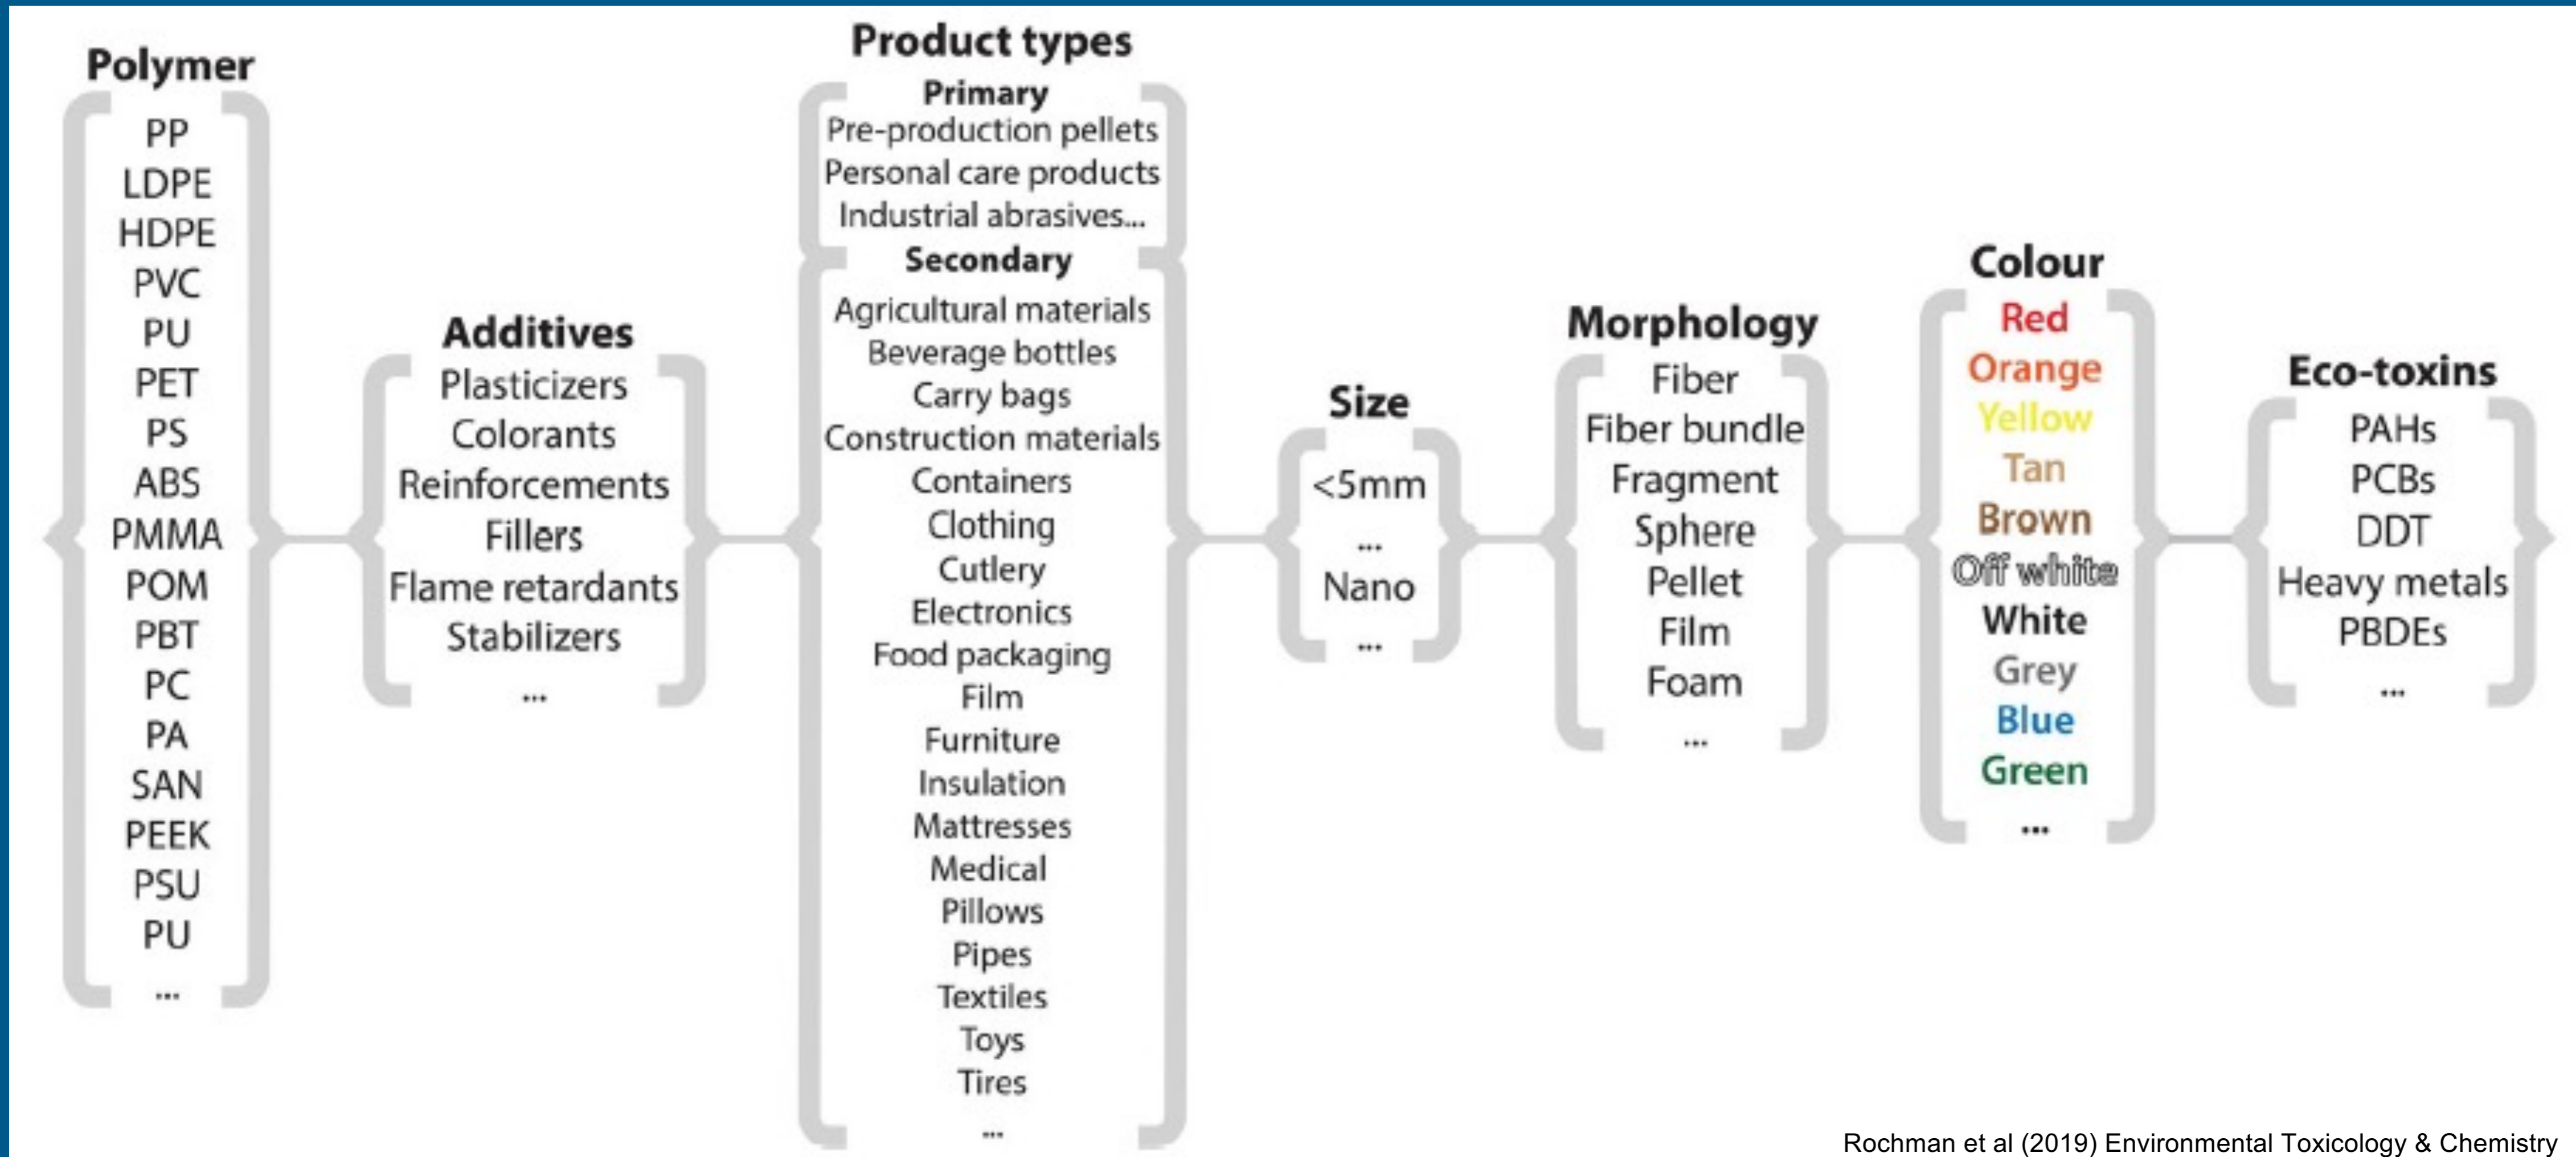 Polymer
PP
LDPE
HDPE
PVC
PU
PET
PS
ABS
PMMA
POM
PBT
PC
PA
SAN
PEEK
PSU
PU
...
Additives
Plasticizers
Colorants
Reinforcements
Fillers
Flame retardants
Stabilizers
...
Product types
Primary
Pre-production pellets
Personal care products
Industrial abrasives...
Secondary
Agricultural materials
Beverage bottles
Carry bags
Construction materials
Containers
Clothing
Cutlery
Electronics
Food packaging
Film
Furniture
Insulation
Mattresses
Medical
Pillows
Pipes
Textiles
Toys
Tires
...
Size
<5mm
...
Nano
...
Morphology
Fiber
Fiber bundle
Fragment
Sphere
Pellet
Film
Foam
...
Colour
Red
Orange
Yellow
Tan
Brown
Off white
White
Grey
Blue
Green
...
Eco-toxins
PAHs
PCBs
DDT
Heavy metals
PBDEs
...
Rochman et al (2019) Environmental Toxicology & Chemistry